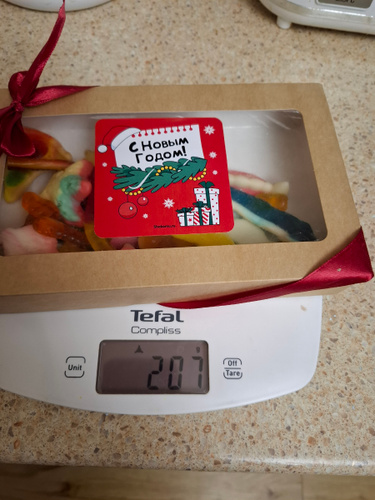 С НОВЫМ
ГОДОМ!
Tefal
Compliss
Unit
207
Off
Tare